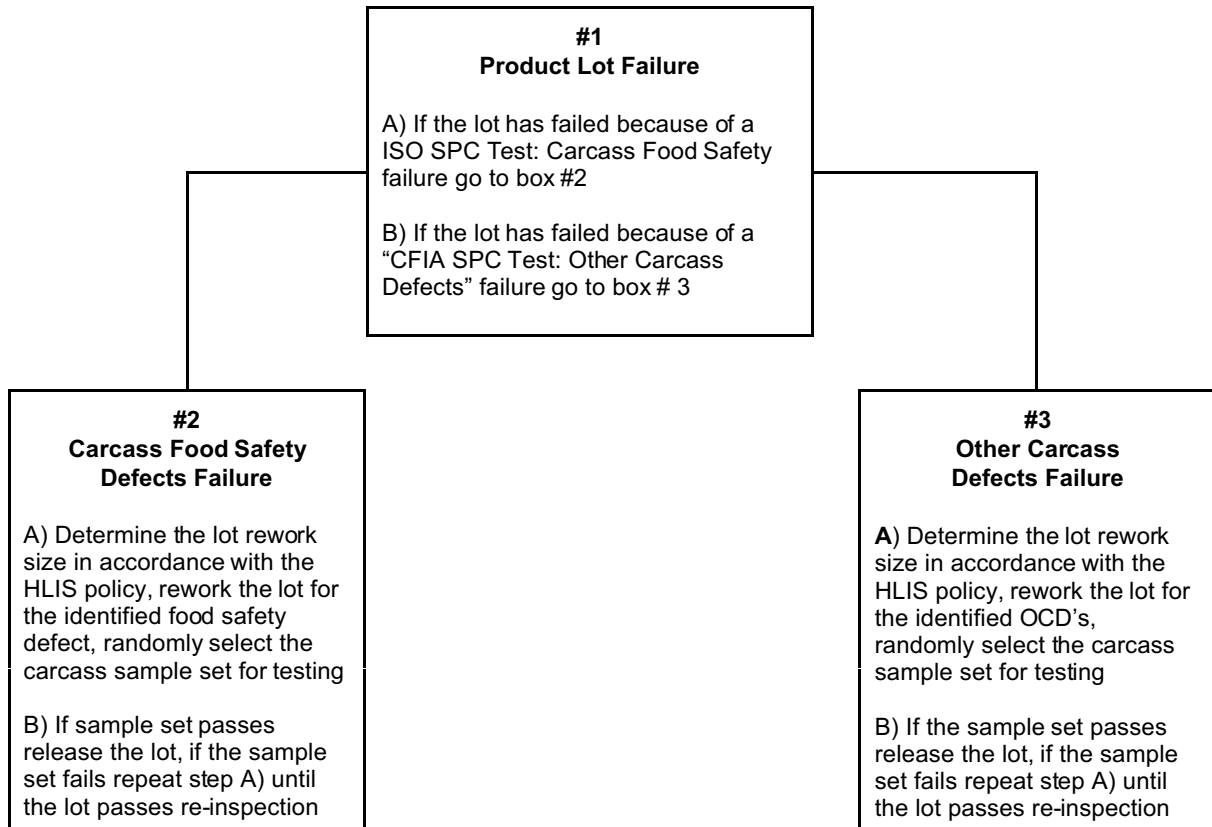 #1
Product Lot Failure
A) If the lot has failed because of a
ISO SPC Test: Carcass Food Safety
failure go to box #2
B) If the lot has failed because of a
“CFIA SPC Test: Other Carcass
Defects” failure go to box # 3
#2
Carcass Food Safety
Defects Failure
A) Determine the lot rework
size in accordance with the
HLIS policy, rework the lot for
the identified food safety
defect, randomly select the
carcass sample set for testing
B) If sample set passes
release the lot, if the sample
set fails repeat step A) until
the lot passes re-inspection
#3
Other Carcass
Defects Failure
A) Determine the lot rework
size in accordance with the
HLIS policy, rework the lot for
the identified OCD’s,
randomly select the carcass
sample set for testing
B) If the sample set passes
release the lot, if the sample
set fails repeat step A) until
the lot passes re-inspection